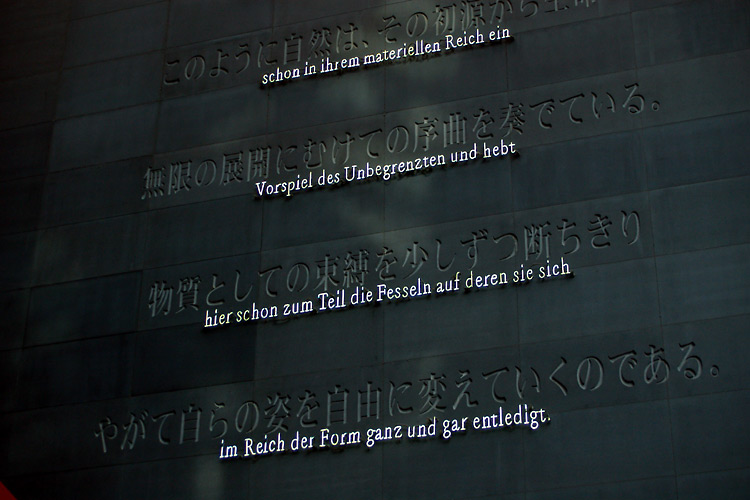 このように自然は、その初源から
schon in ihrem materiellen Reich ein
無限の展開にむけての序曲を奏でている。
Vorspiel des Unbegrenzten und hebt
物質としての束縛を少しずつ断ちきり
hier schon zum Teil die Fesseln auf deren sie sich
やがて自らの姿を自由に変えていくのである。
im Reich der Form ganz und gar entledigt.